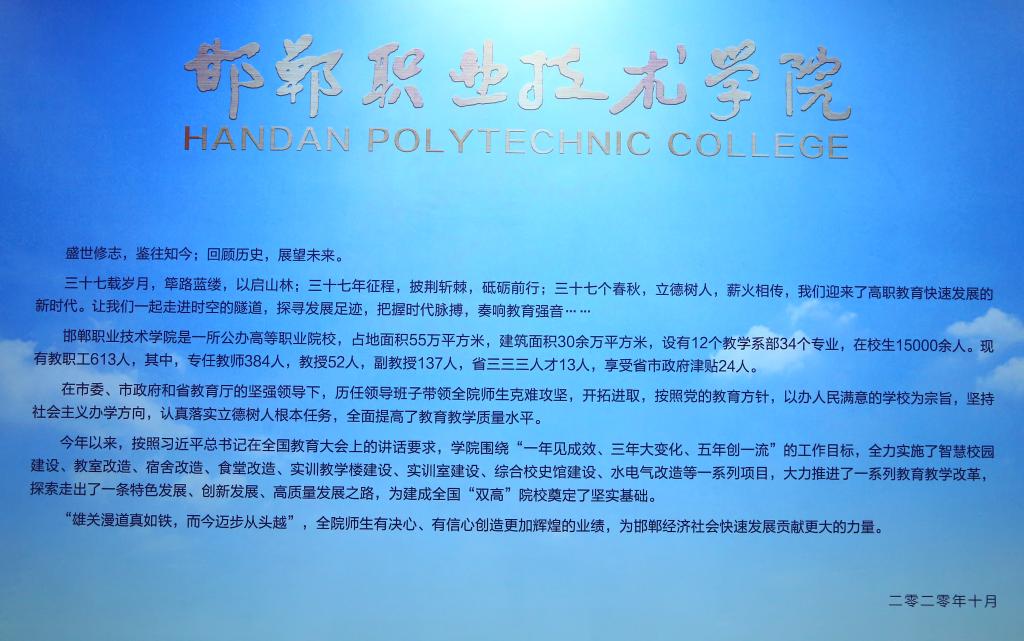 邯郸职业技术学院
HANDAN POLYTECHNIC COLLEGE
盛世修志，鉴往知今；回顾历史，展望未来。
三十七载岁月，筚路蓝缕，以启山林；三十七年征程，披荆斩棘，砥砺前行；三十七个春秋，立德树人，薪火相传，我们迎来了高职教育快速发展的
新时代。让我们一起走进时空的隧道，探寻发展足迹，把握时代脉搏，奏响教育强音……
邯郸职业技术学院是一所公办高等职业院校，占地面积55万平方米，建筑面积30余万平方米，设有12个教学系部34个专业，在校生15000余人。现
有教职工613人，其中，专任教师384人，教授52人，副教授137人，省三三三人才13人，享受省市政府津贴24人。
在市委、市政府和省教育厅的坚强领导下，历任领导班子带领全院师生克难攻坚，开拓进取，按照党的教育方针，以办人民满意的学校为宗旨，坚持
社会主义办学方向，认真落实立德树人根本任务，全面提高了教育教学质量水平。
今年以来，按照习近平总书记在全国教育大会上的讲话要求，学院围绕“一年见成效、三年大变化、五年创一流”的工作目标，全力实施了智慧校园
建设、教室改造、宿舍改造、食堂改造、实训教学楼建设、实训室建设、综合校史馆建设、水电气改造等一系列项目，大力推进了一系列教育教学改革，
探索走出了一条特色发展、创新发展、高质量发展之路，为建成全国“双高”院校奠定了坚实基础。
“雄关漫道真如铁，而今迈步从头越”，全院师生有决心、有信心创造更加辉煌的业绩，为邯郸经济社会快速发展贡献更大的力量。
二零二零年十月